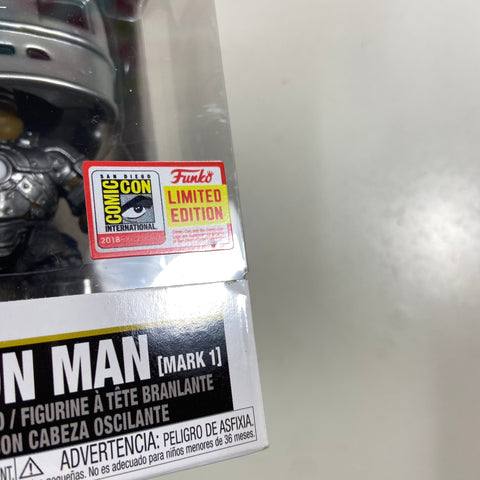 SAN DIEGO
COMIC CON
INTERNATIONAL
2018
Funko
LIMITED
EDITION
ON MAN [MARK 1]
/ FIGURINE À TÊTE BRANLANTE
ON CABEZA OSCILANTE
ADVERTENCIA: PELIGRO DE ASFIXIA.
No es adecuado para niños menores de 36 meses.